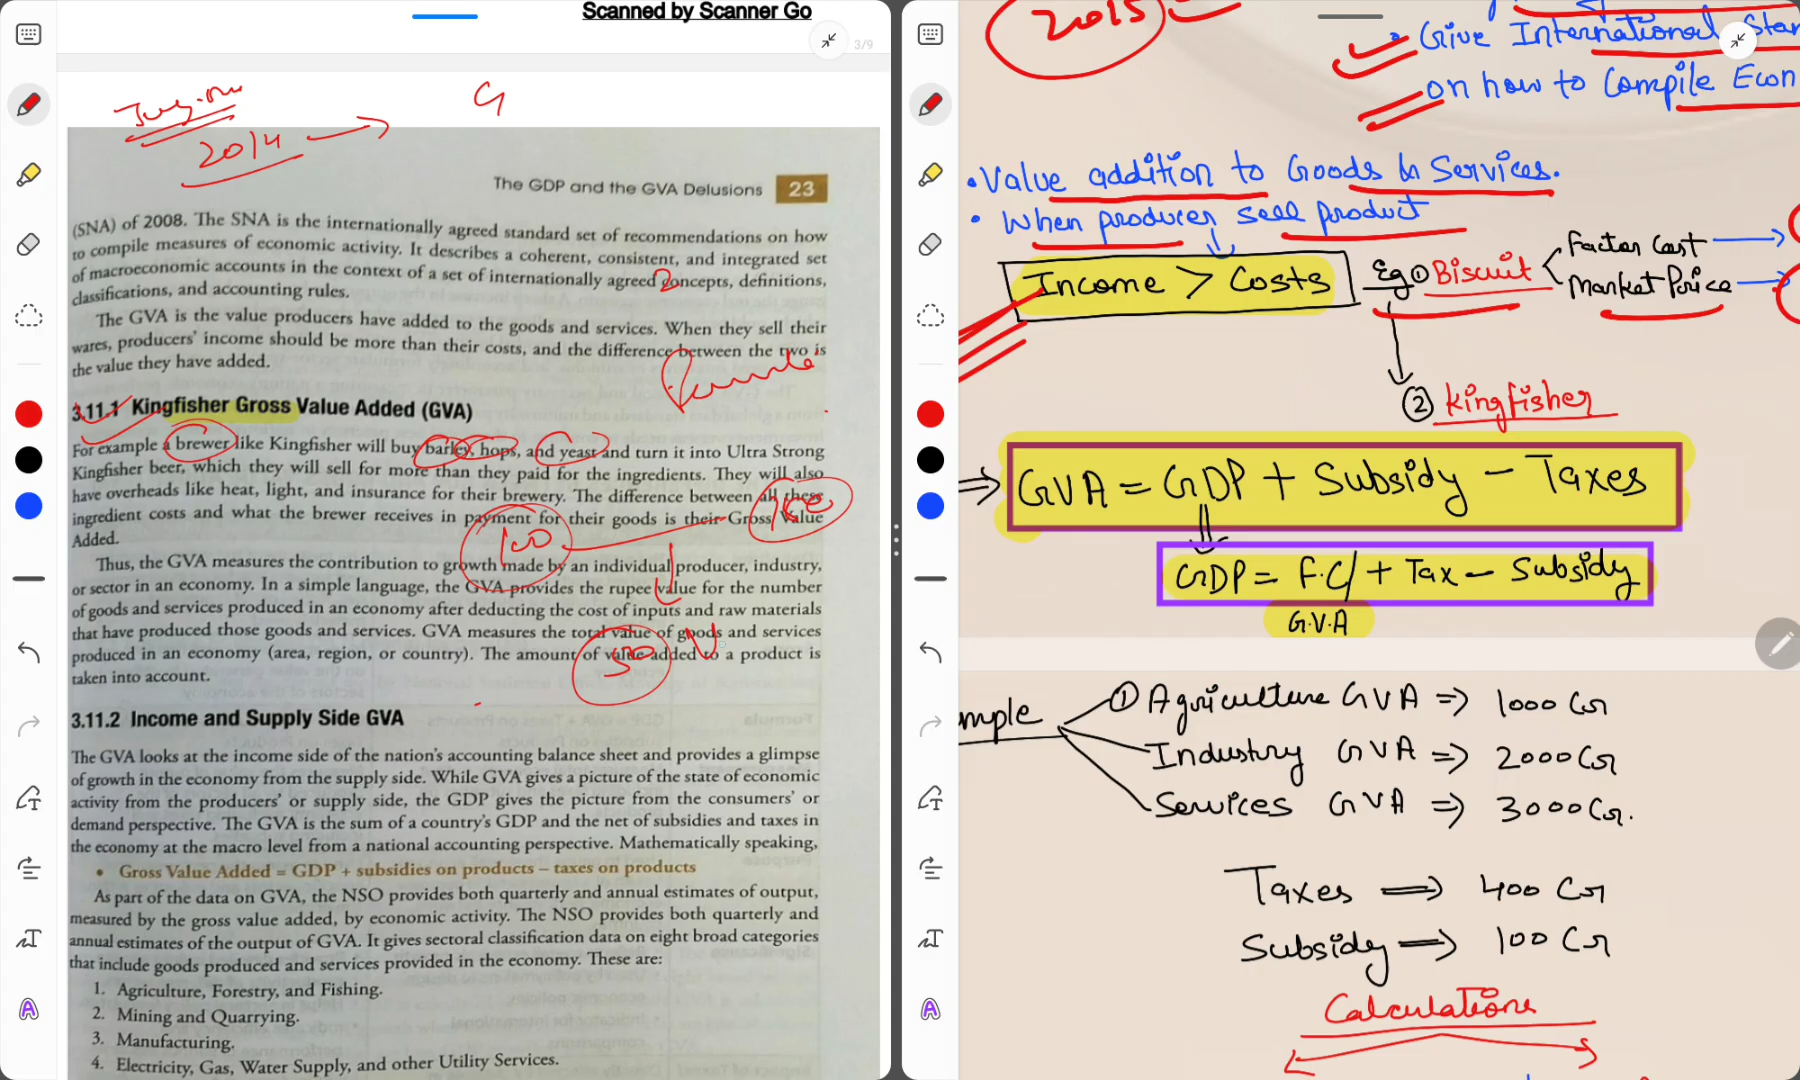 Scanned by Scanner Go
3/9
2014
G
The GDP and the GVA Delusions 23
(SNA) of 2008. The SNA is the internationally agreed standard set of recommendations on how
to compile measures of economic activity. It describes a coherent, consistent, and integrated set
of macroeconomic accounts in the context of a set of internationally agreed concepts, definitions,
classifications, and accounting rules.
The GVA is the value producers have added to the goods and services. When they sell their
wares, producers' income should be more than their costs, and the difference between the two is
the value they have added.
3.11.1 Kingfisher Gross Value Added (GVA)
For example a brewer like Kingfisher will buy barley, hops, and yeast and turn it into Ultra Strong
Kingfisher beer, which they will sell for more than they paid for the ingredients. They will also
have overheads like heat, light, and insurance for their brewery. The difference between all these
ingredient costs and what the brewer receives in payment for their goods is their Gross Value
Added.
100
150
Thus, the GVA measures the contribution to growth made by an individual producer, industry,
or sector in an economy. In a simple language, the GVA provides the rupee value for the number
of goods and services produced in an economy after deducting the cost of inputs and raw materials
that have produced those goods and services. GVA measures the total value of goods and services
produced in an economy (area, region, or country). The amount of value added to a product is
taken into account.
50
3.11.2 Income and Supply Side GVA
The GVA looks at the income side of the nation's accounting balance sheet and provides a glimpse
of growth in the economy from the supply side. While GVA gives a picture of the state of economic
activity from the producers' or supply side, the GDP gives the picture from the consumers' or
demand perspective. The GVA is the sum of a country's GDP and the net of subsidies and taxes in
the economy at the macro level from a national accounting perspective. Mathematically speaking,
• Gross Value Added = GDP + subsidies on products – taxes on products
As part of the data on GVA, the NSO provides both quarterly and annual estimates of output,
measured by the gross value added, by economic activity. The NSO provides both quarterly and
annual estimates of the output of GVA. It gives sectoral classification data on eight broad categories
that include goods produced and services provided in the economy. These are:
1. Agriculture, Forestry, and Fishing.
2. Mining and Quarrying.
3. Manufacturing.
4. Electricity, Gas, Water Supply, and other Utility Services.
2015
• Give International Stan
on how to Compile Econ
• Value addition to Goods & Services.
• When producer sell product
Income > Costs
Eg ① Biscuit
Factor Cost
Market Price
② Kingfisher
⇒ GVA = GDP + Subsidy – Taxes
GDP = F.C/ + Tax – Subsidy
G.V.A
mple
① Agriculture GVA ⇒ 1000 Cr
Industry GVA ⇒ 2000 Cr
Services GVA ⇒ 3000 Cr.
Taxes ⇒ 400 Cr
Subsidy ⇒ 100 Cr
Calculations